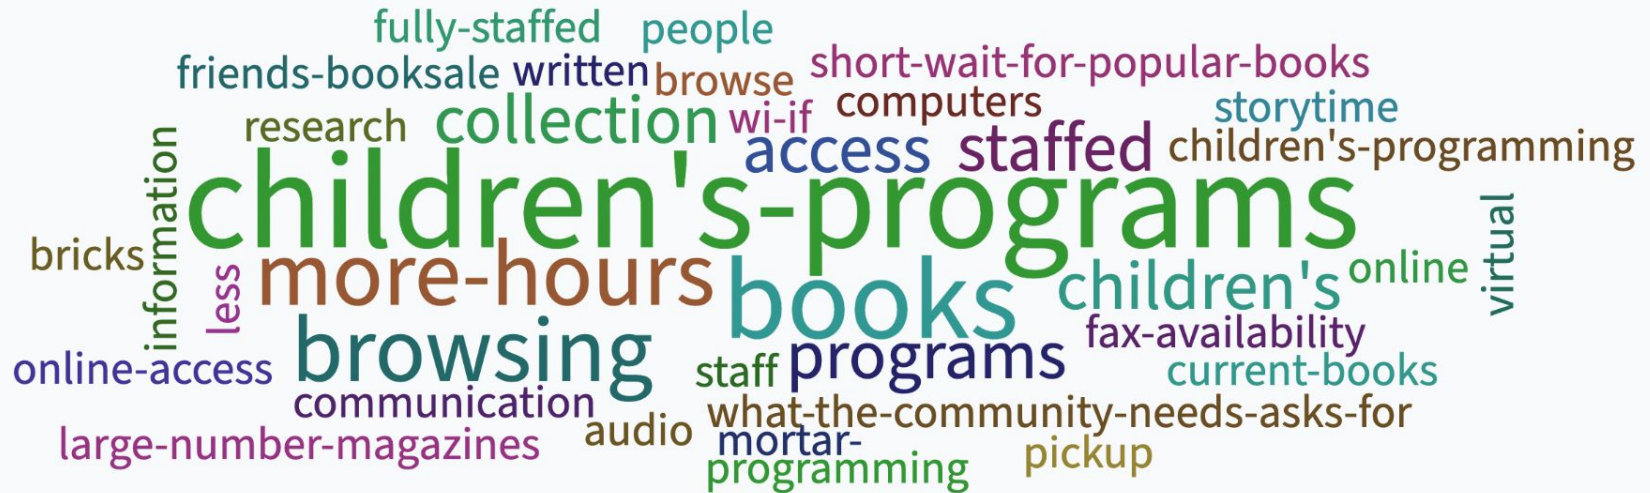 fully-staffed people
friends-booksale written browse short-wait-for-popular-books
research collection wi-if computers storytime
information access staffed children's-programming
children's-programs
bricks less more-hours books children's online virtual
browsing fax-availability
online-access staff programs current-books
communication audio what-the-community-needs-asks-for
large-number-magazines mortar- pickup
programming